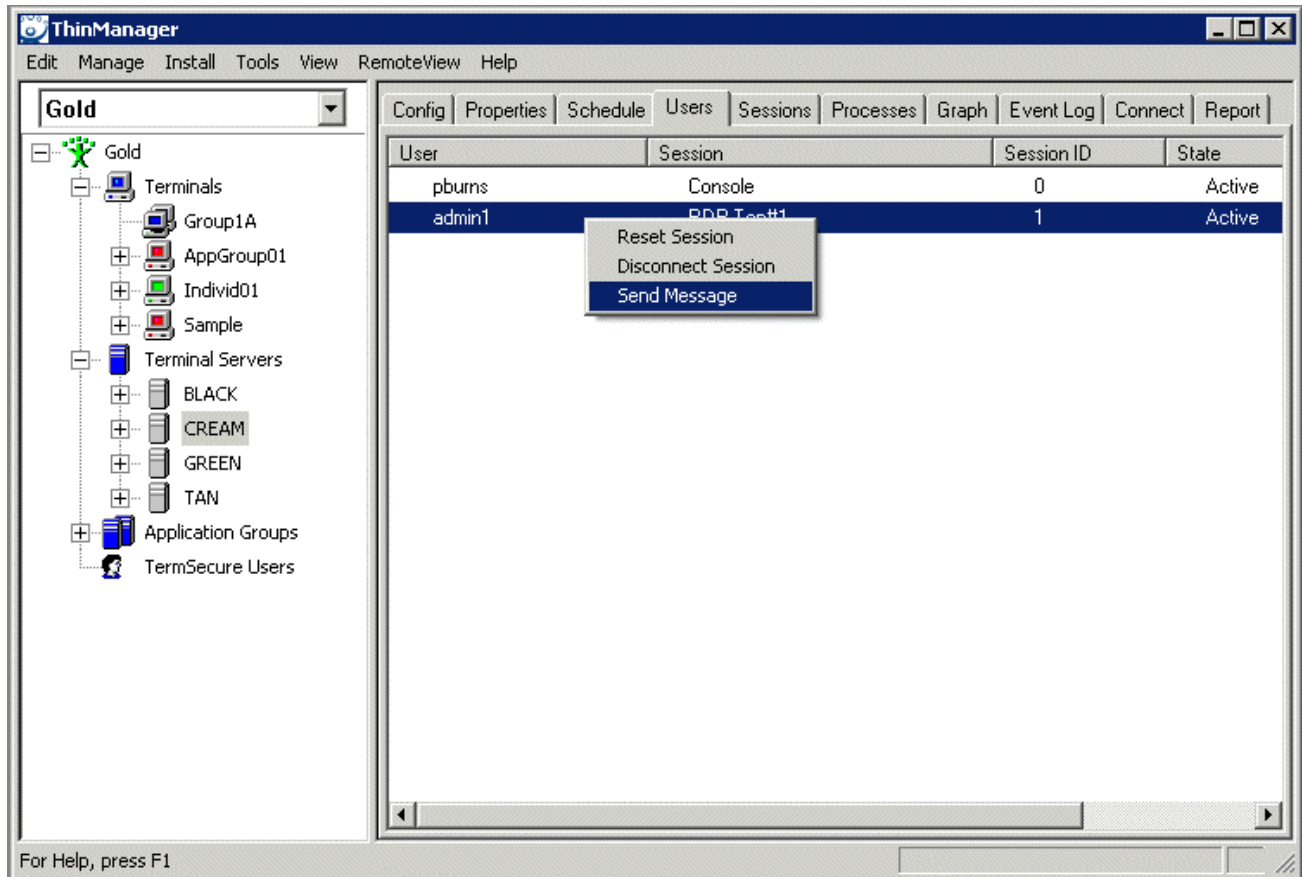 ThinManager
Edit Manage Install Tools View RemoteView Help
Gold
Config Properties Schedule Users Sessions Processes Graph Event Log Connect Report
Gold
Terminals
Group1A
AppGroup01
Individ01
Sample
Terminal Servers
BLACK
CREAM
GREEN
TAN
Application Groups
TermSecure Users
User Session Session ID State
pburns Console 0 Active
admin1 1 Active
Reset Session
Disconnect Session
Send Message
For Help, press F1